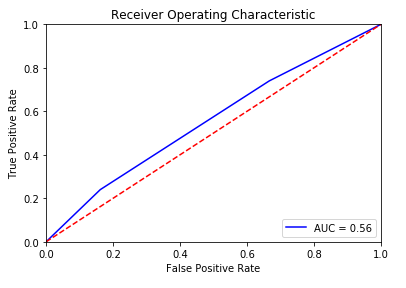 Receiver Operating Characteristic
1.0
0.8
0.6
0.4
0.2
0.0
True Positive Rate
AUC = 0.56
0.0 0.2 0.4 0.6 0.8 1.0
False Positive Rate